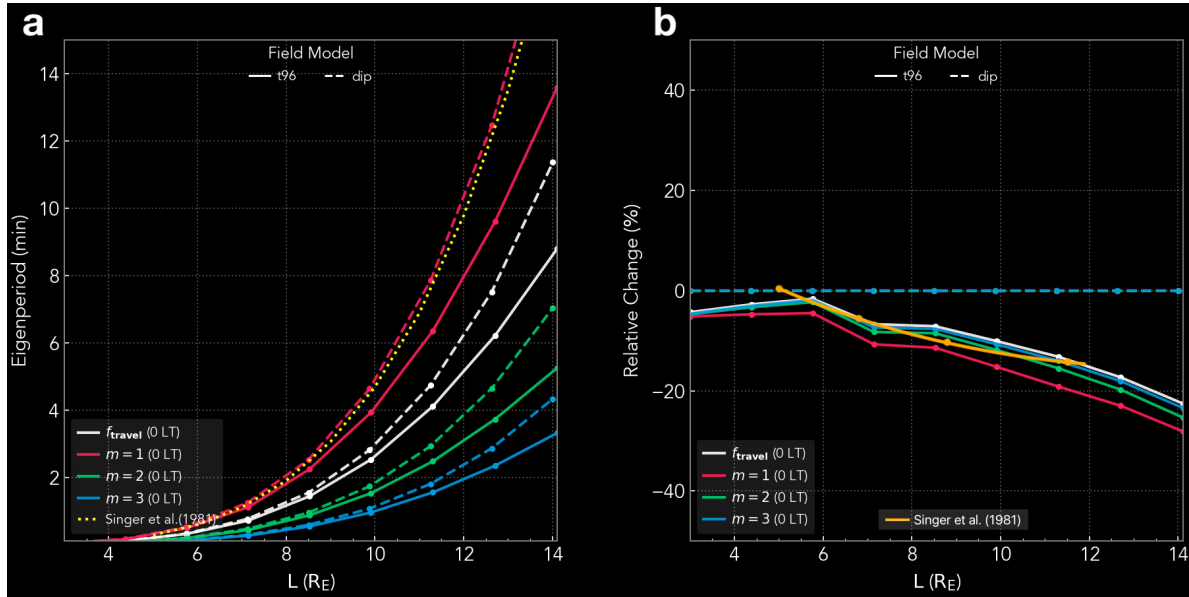 a
Field Model
t96 dip
14
12
10
8
6
4
2
Eigenperiod (min)
f_travel (0 LT)
m = 1 (0 LT)
m = 2 (0 LT)
m = 3 (0 LT)
Singer et al.(1981)
4 6 8 10 12 14
L (R_E)
b
Field Model
t96 dip
40
20
0
−20
−40
Relative Change (%)
f_travel (0 LT)
m = 1 (0 LT)
m = 2 (0 LT)
m = 3 (0 LT)
Singer et al. (1981)
4 6 8 10 12 14
L (R_E)